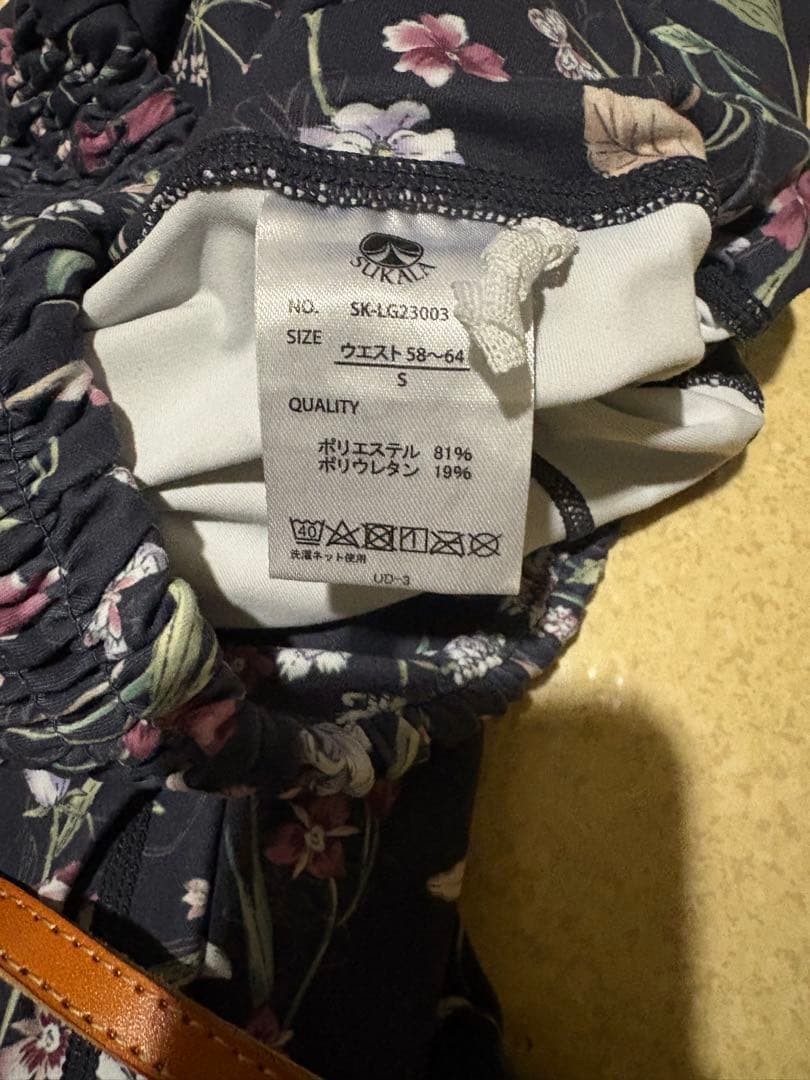 SUKALA
NO. SK-LG23003
SIZE ウエスト 58～64
S
QUALITY
ポリエステル 81%
ポリウレタン 19%
40
洗濯ネット使用
UD-3